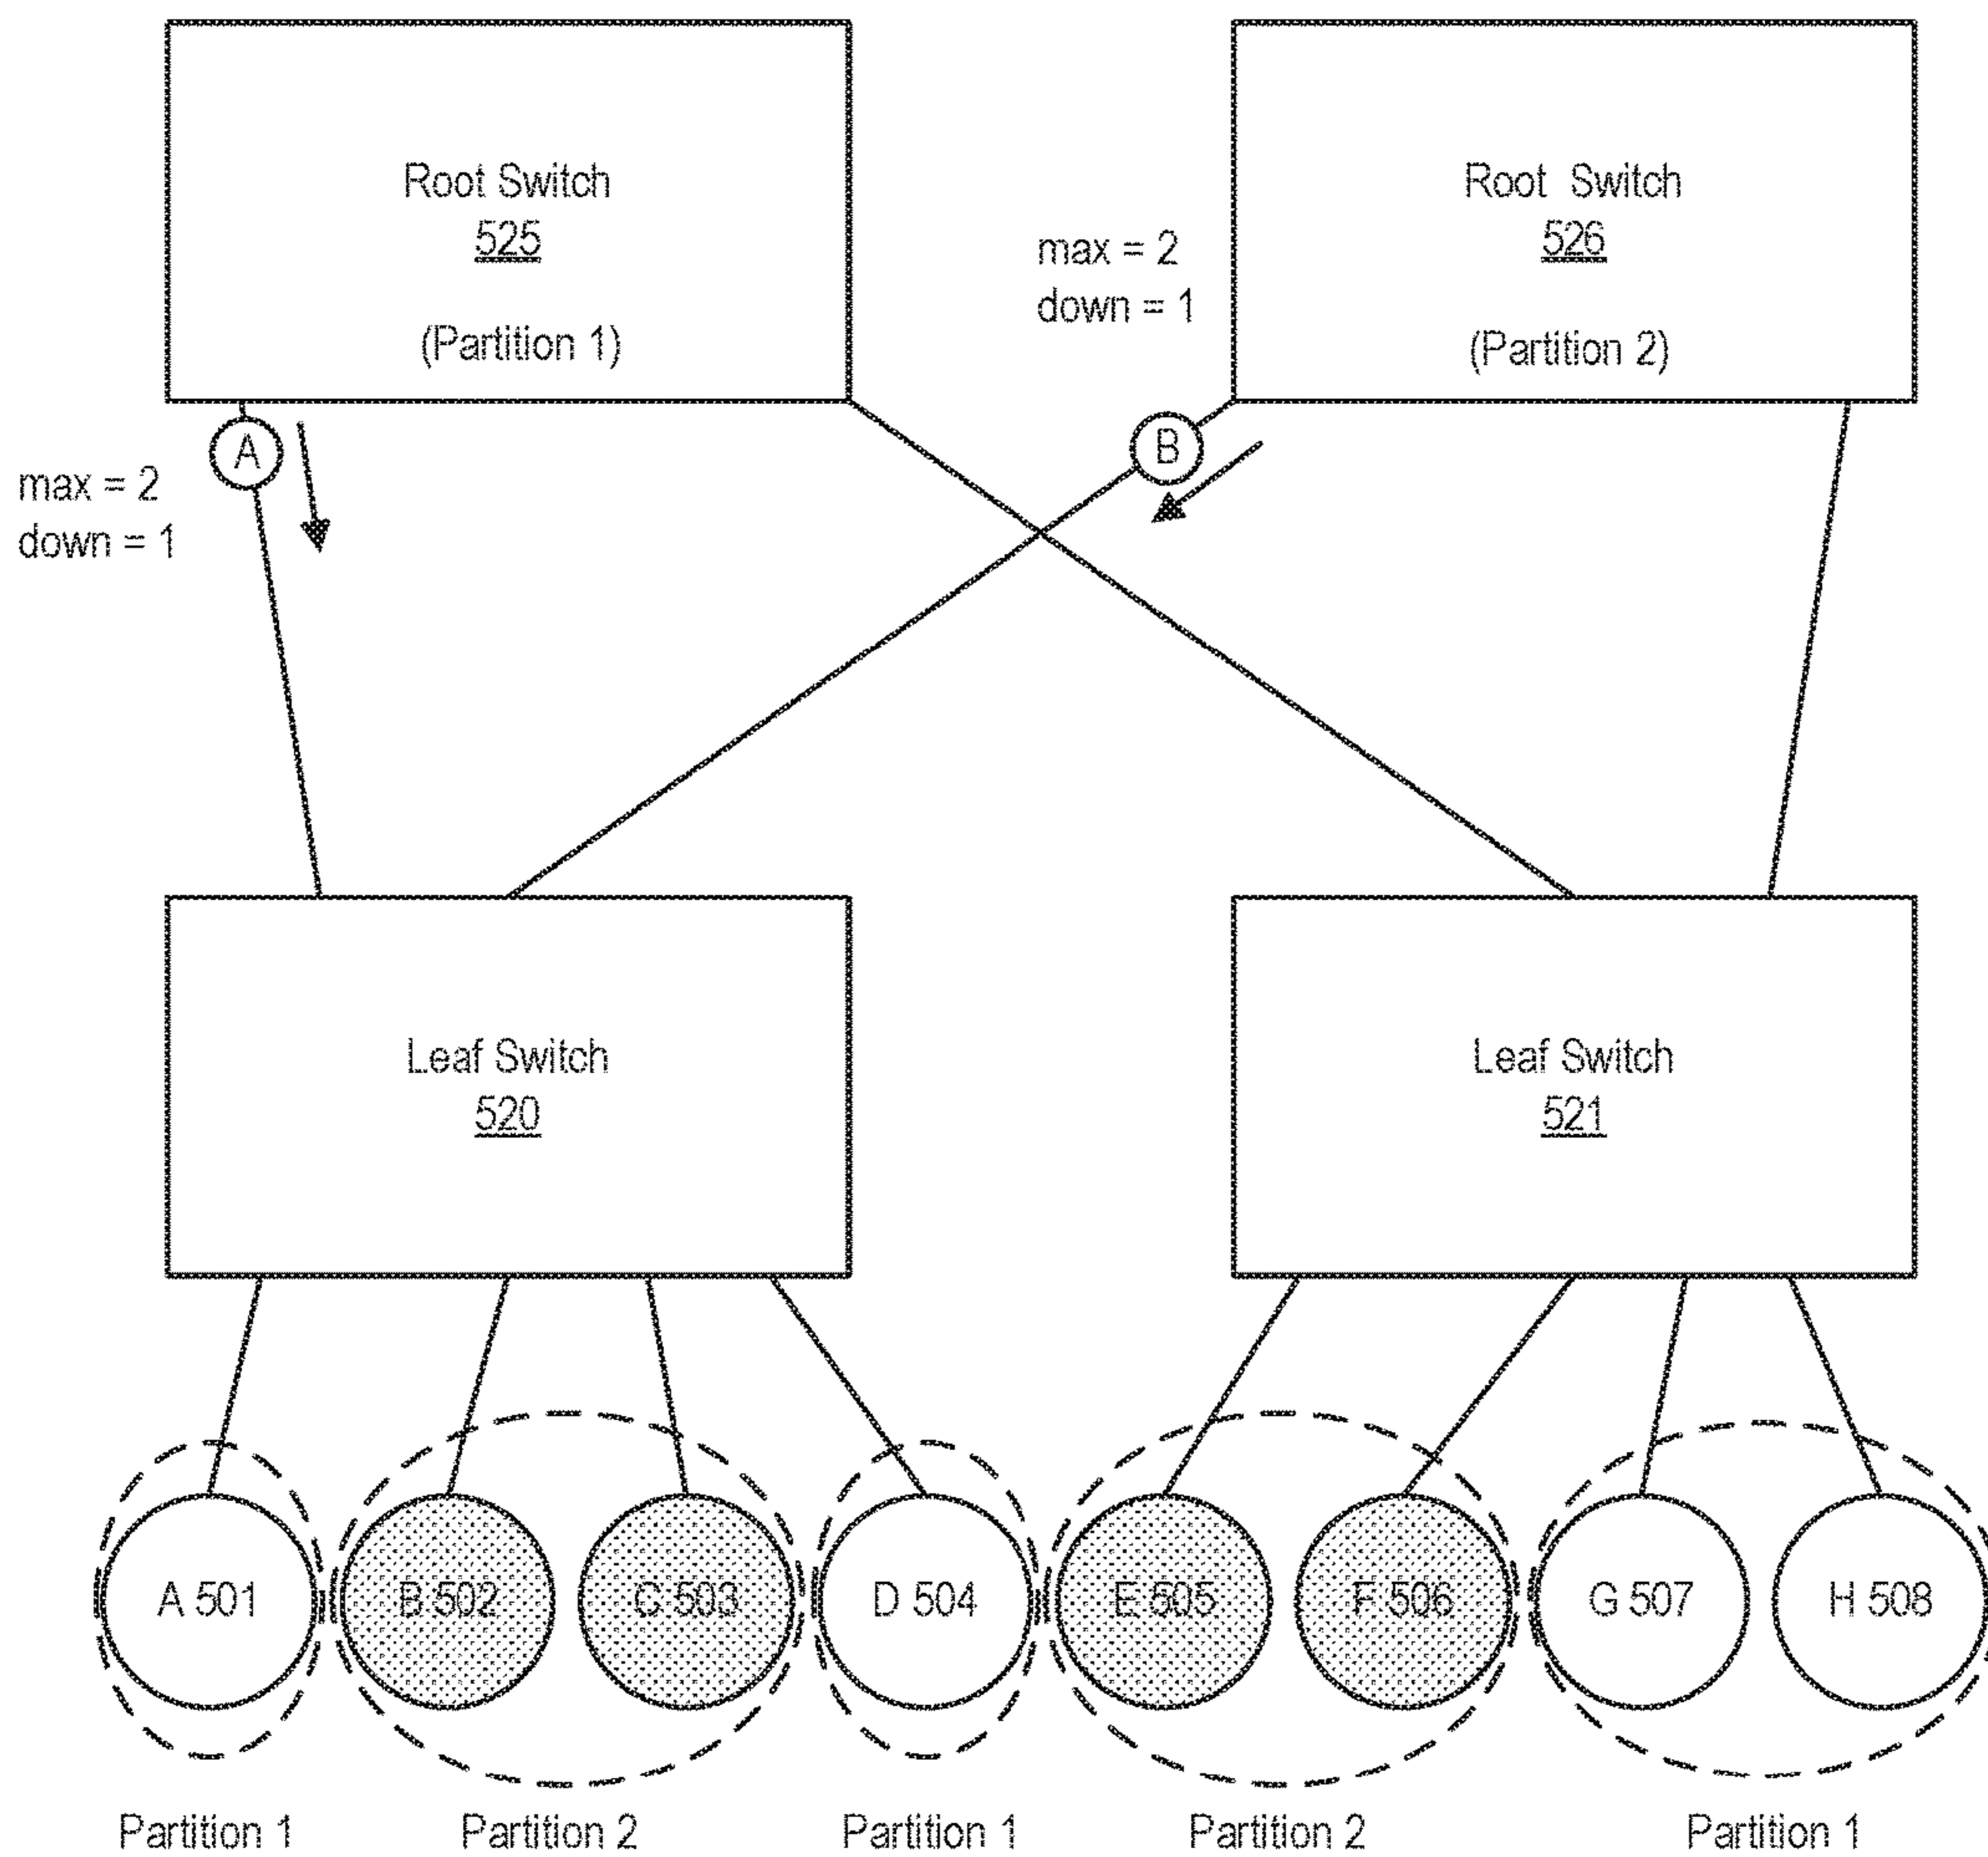 Root Switch
525
(Partition 1)
Root Switch
526
(Partition 2)
max = 2
down = 1
A
max = 2
down = 1
B
Leaf Switch
520
Leaf Switch
521
A 501
B 502
C 503
D 504
E 505
F 506
G 507
H 508
Partition 1
Partition 2
Partition 1
Partition 2
Partition 1